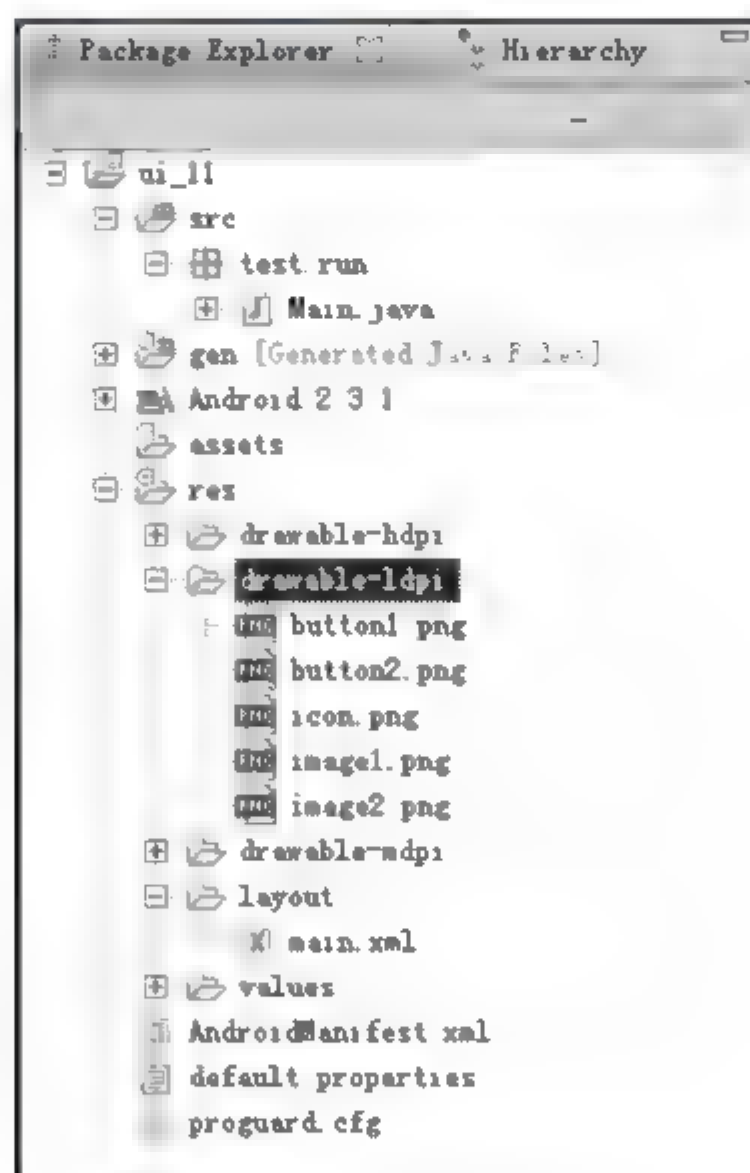 Package Explorer Hierarchy
ui_11
src
test.run
Main.java
gen [Generated Java Files]
Android 2 3 1
assets
res
drawable-hdpi
drawable-ldpi
button1 png
button2.png
icon.png
image1.png
image2 png
drawable-mdpi
layout
main.xml
values
AndroidManifest xml
default properties
proguard.cfg